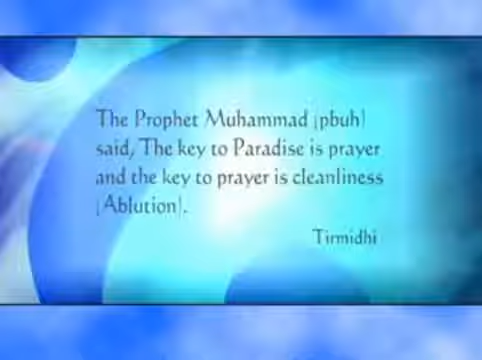 The Prophet Muhammad (pbuh)
said, The key to Paradise is prayer
and the key to prayer is cleanliness
(Ablution).
Tirmidhi